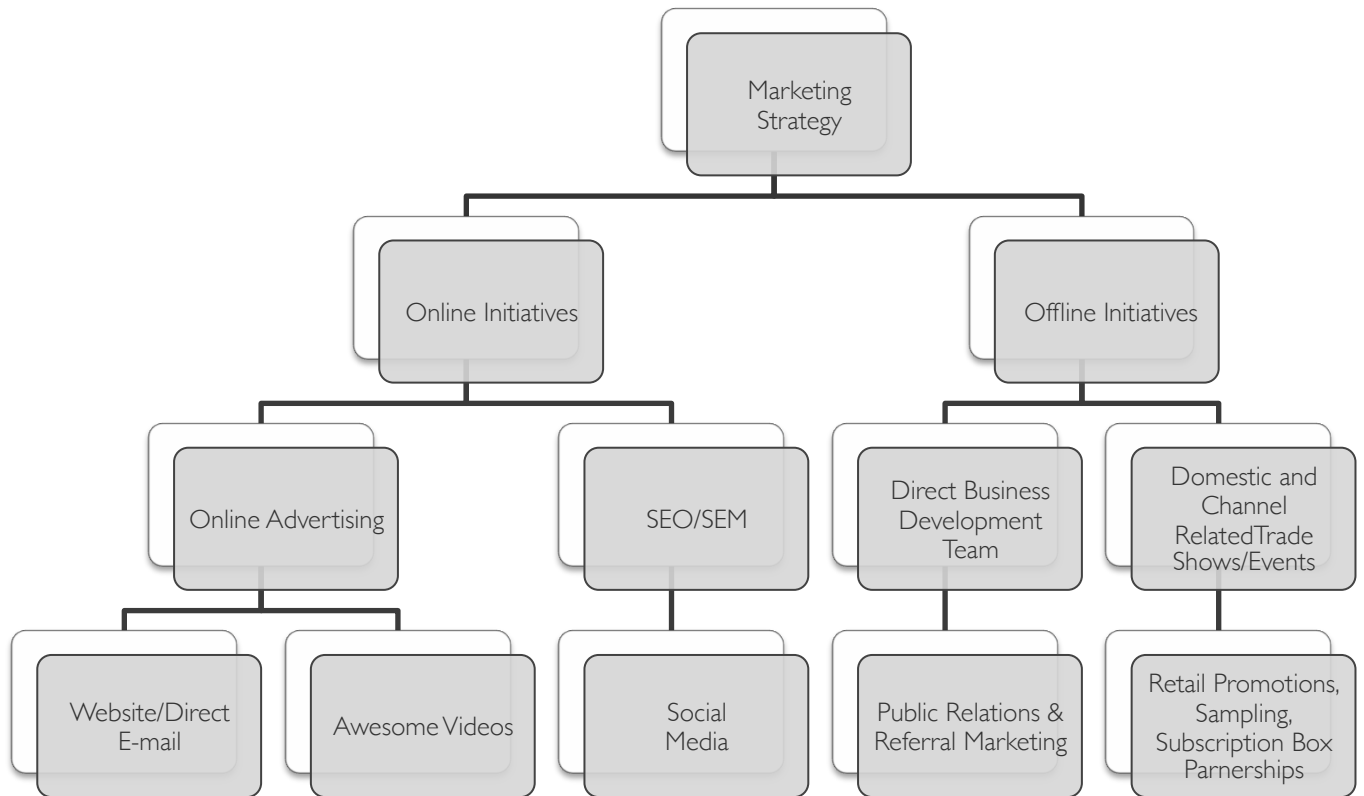 Marketing
Strategy
Online Initiatives
Offline Initiatives
Online Advertising
SEO/SEM
Direct Business
Development
Team
Domestic and
Channel
RelatedTrade
Shows/Events
Website/Direct
E-mail
Awesome Videos
Social
Media
Public Relations &
Referral Marketing
Retail Promotions,
Sampling,
Subscription Box
Parnerships